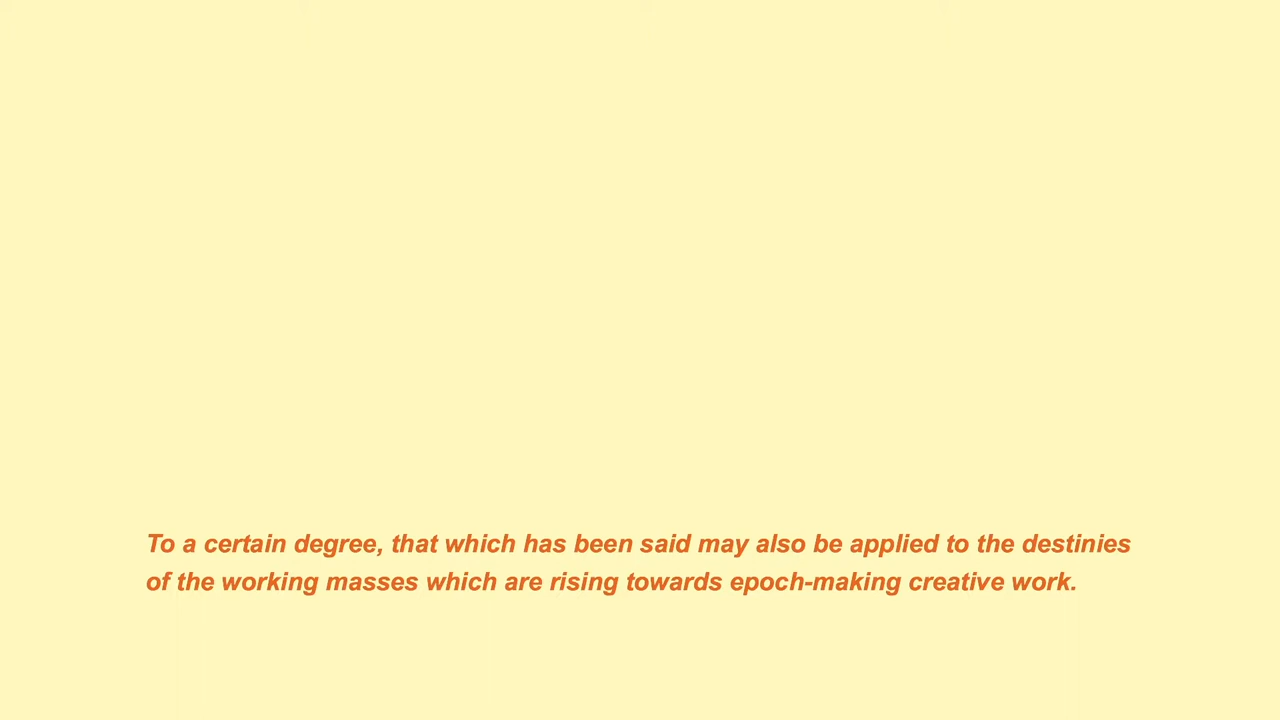 To a certain degree, that which has been said may also be applied to the destinies
of the working masses which are rising towards epoch-making creative work.